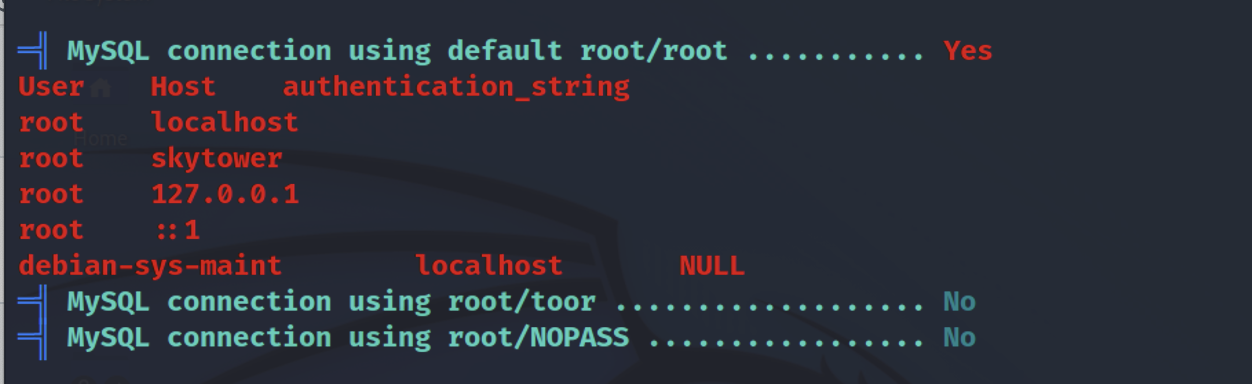 ╣ MySQL connection using default root/root ........... Yes
User Host authentication_string
root localhost
root skytower
root 127.0.0.1
root ::1
debian-sys-maint localhost NULL
╣ MySQL connection using root/toor ................... No
╣ MySQL connection using root/NOPASS ................. No
Home